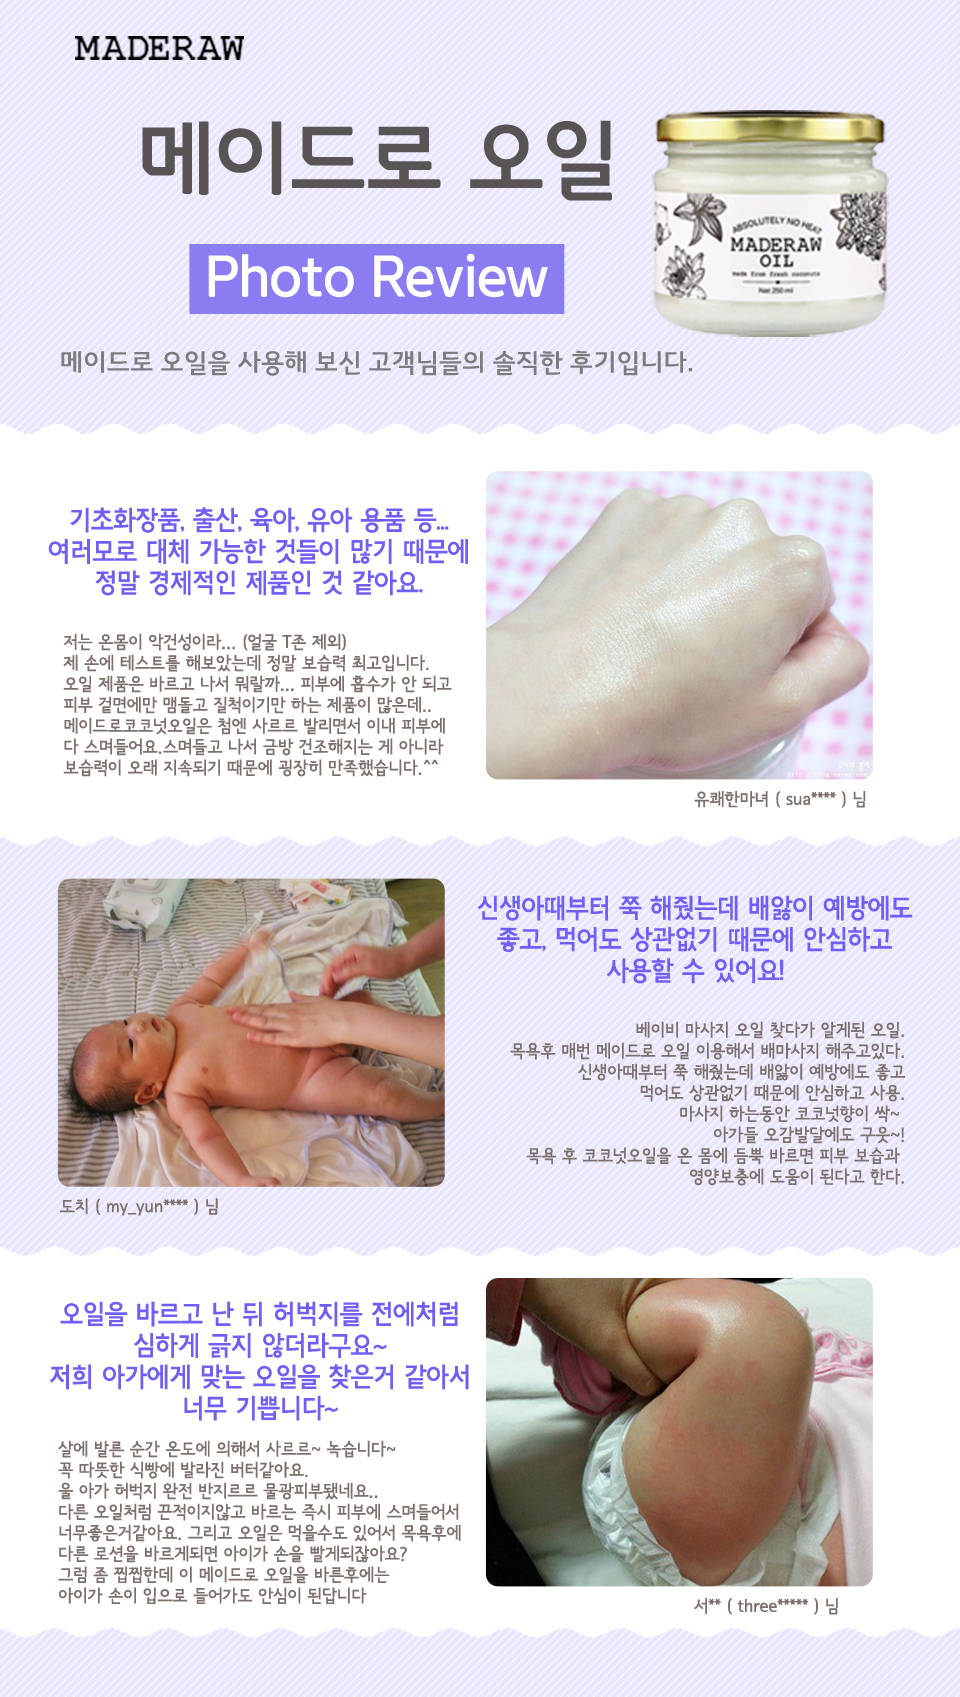 MADERAW
메이드로 오일
Photo Review
ABSOLUTELY NO HEAT
MADERAW
OIL
made from fresh coconuts
Net 250 ml
메이드로 오일을 사용해 보신 고객님들의 솔직한 후기입니다.
기초화장품, 출산, 육아, 유아 용품 등...
여러모로 대체 가능한 것들이 많기 때문에
정말 경제적인 제품인 것 같아요.
저는 온몸이 악건성이라... (얼굴 T존 제외)
제 손에 테스트를 해보았는데 정말 보습력 최고입니다.
오일 제품은 바르고 나서 뭐랄까... 피부에 흡수가 안 되고
피부 겉면에만 맴돌고 질척이기만 하는 제품이 많은데..
메이드로코코넛오일은 첨엔 사르르 발리면서 이내 피부에
다 스며들어요.스며들고 나서 금방 건조해지는 게 아니라
보습력이 오래 지속되기 때문에 굉장히 만족했습니다.^^
유쾌한마녀 ( sua**** ) 님
신생아때부터 쭉 해줬는데 배앓이 예방에도
좋고, 먹어도 상관없기 때문에 안심하고
사용할 수 있어요!
베이비 마사지 오일 찾다가 알게된 오일.
목욕후 매번 메이드로 오일 이용해서 배마사지 해주고있다.
신생아때부터 쭉 해줬는데 배앓이 예방에도 좋고
먹어도 상관없기 때문에 안심하고 사용.
마사지 하는동안 코코넛향이 싹~
아가들 오감발달에도 구웃~!
목욕 후 코코넛오일을 온 몸에 듬뿍 바르면 피부 보습과
영양보충에 도움이 된다고 한다.
도치 ( my_yun**** ) 님
오일을 바르고 난 뒤 허벅지를 전에처럼
심하게 긁지 않더라구요~
저희 아가에게 맞는 오일을 찾은거 같아서
너무 기쁩니다~
살에 발른 순간 온도에 의해서 사르르~ 녹습니다~
꼭 따뜻한 식빵에 발라진 버터같아요.
울 아가 허벅지 완전 반지르르 물광피부됐네요..
다른 오일처럼 끈적이지않고 바르는 즉시 피부에 스며들어서
너무좋은거같아요. 그리고 오일은 먹을수도 있어서 목욕후에
다른 로션을 바르게되면 아이가 손을 빨게되잖아요?
그럼 좀 찝찝한데 이 메이드로 오일을 바른후에는
아이가 손이 입으로 들어가도 안심이 된답니다
서** ( three***** ) 님